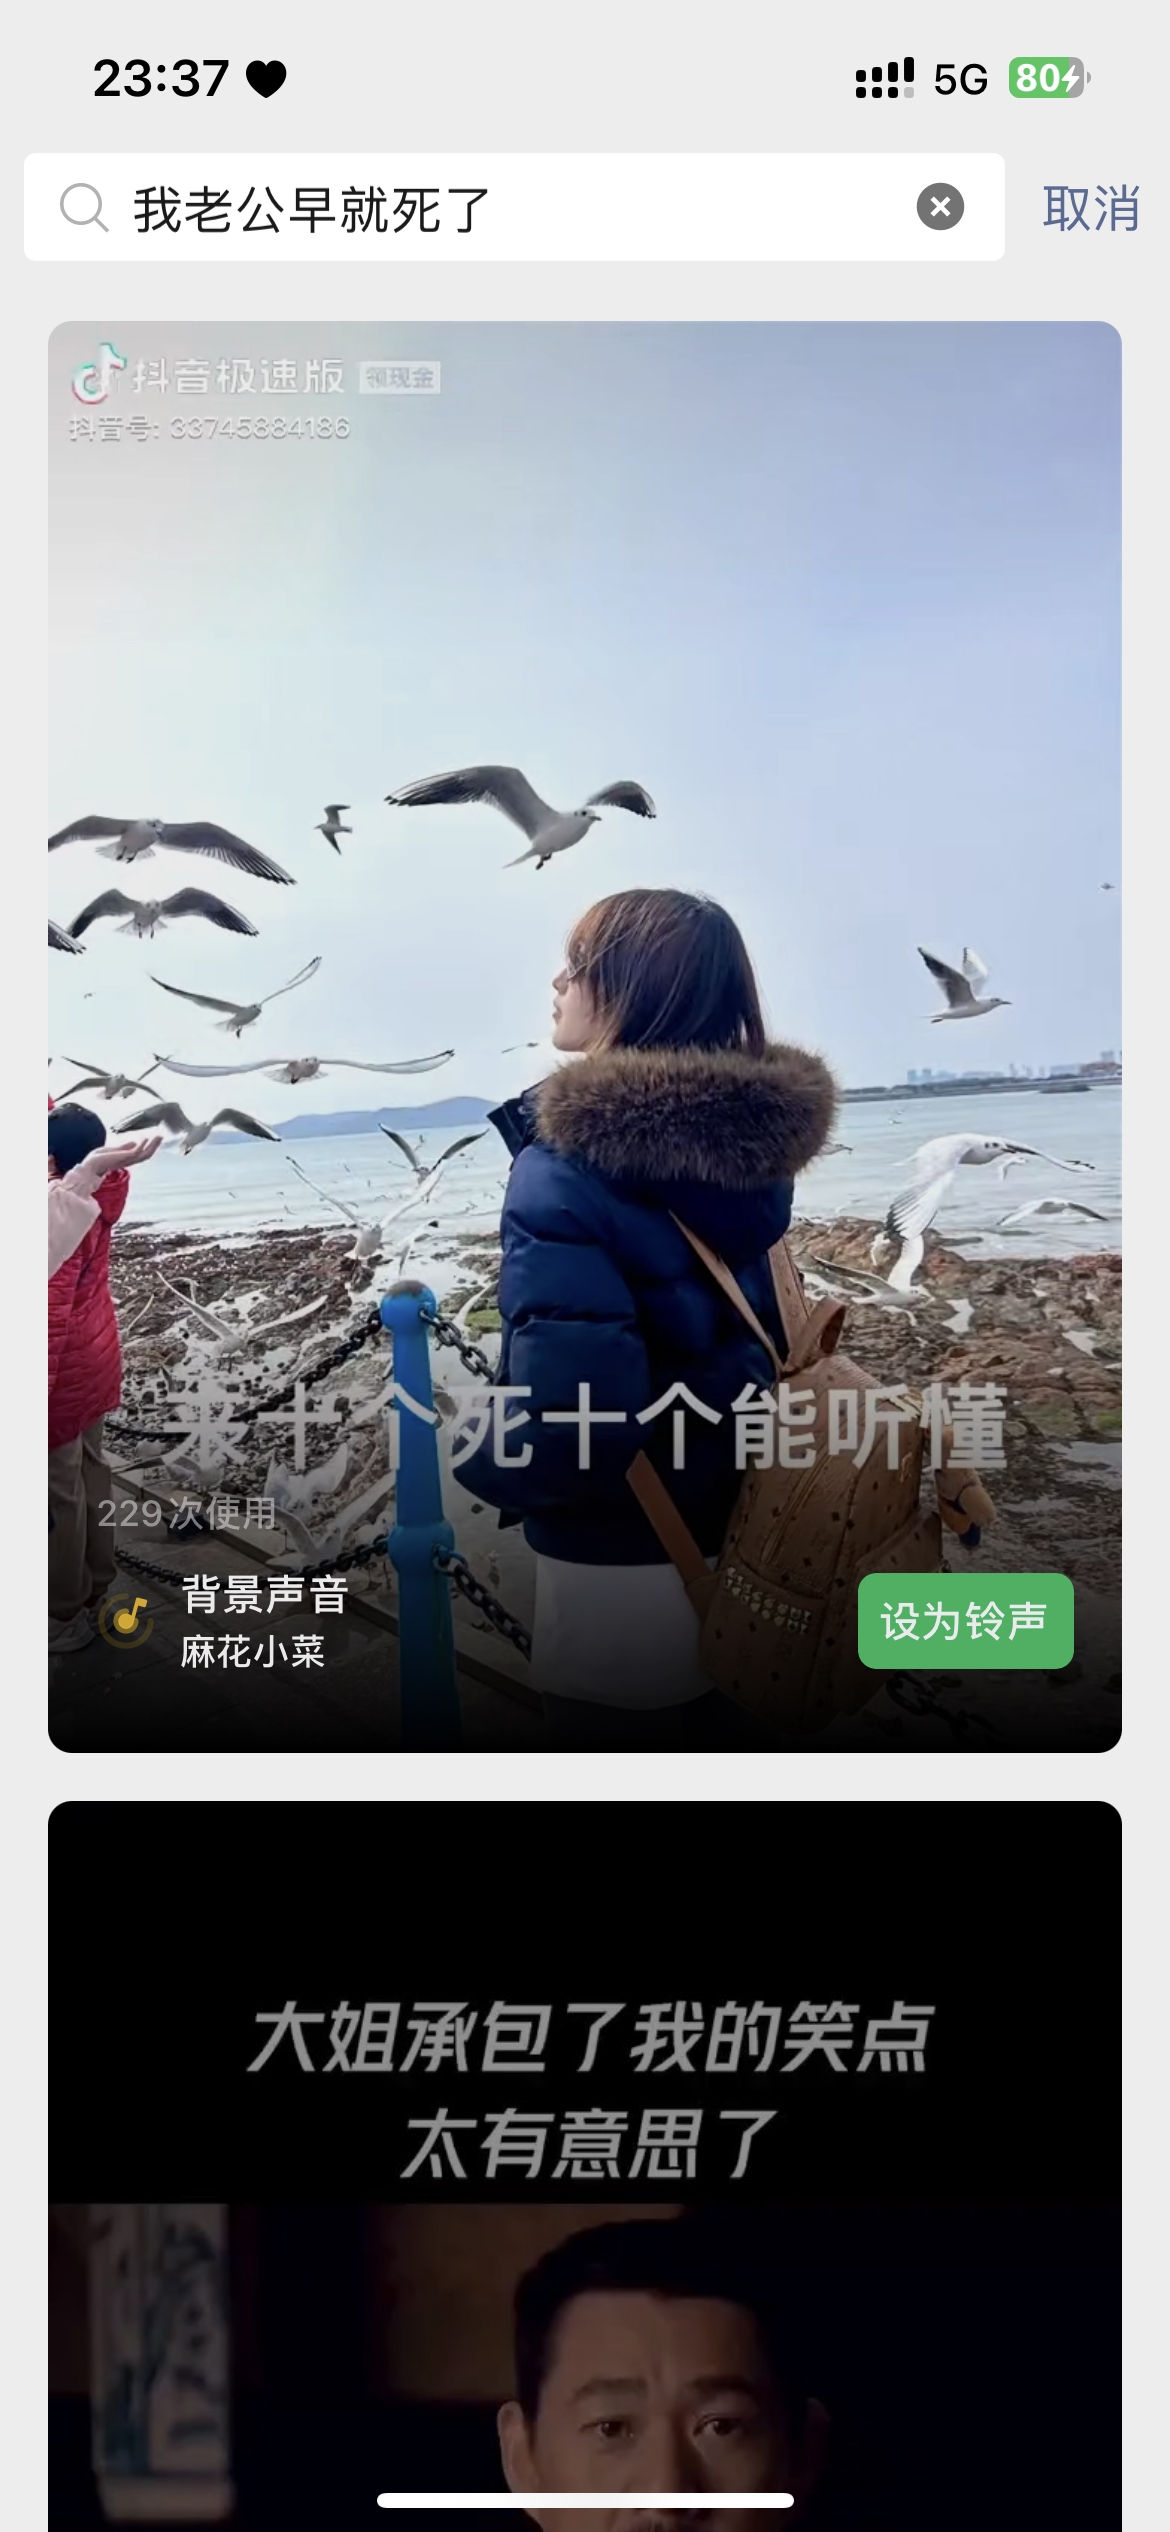 23:37
5G
80
我老公早就死了
取消
抖音极速版 领现金
抖音号: 33745884186
来十个死十个能听懂
229次使用
背景声音
麻花小菜
设为铃声
大姐承包了我的笑点
太有意思了